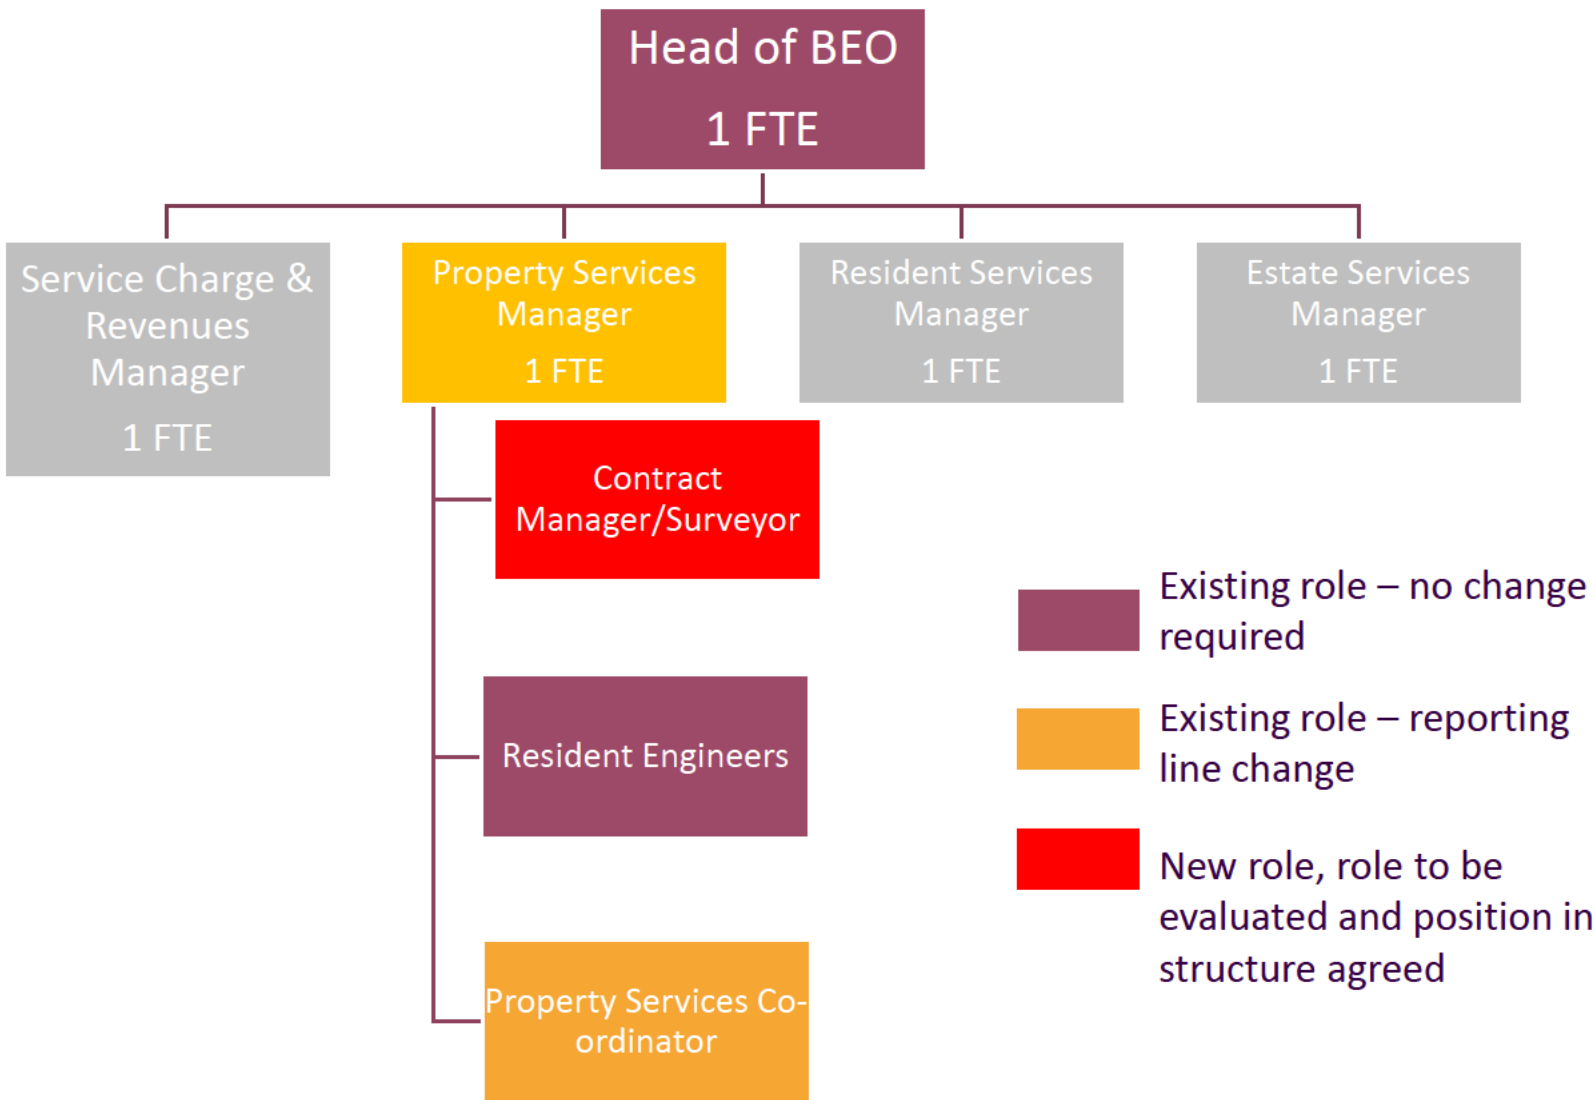 Head of BEO
1 FTE
Service Charge &
Revenues
Manager
1 FTE
Property Services
Manager
1 FTE
Resident Services
Manager
1 FTE
Estate Services
Manager
1 FTE
Contract
Manager/Surveyor
Resident Engineers
Property Services Co-
ordinator
Existing role – no change
required
Existing role – reporting
line change
New role, role to be
evaluated and position in
structure agreed